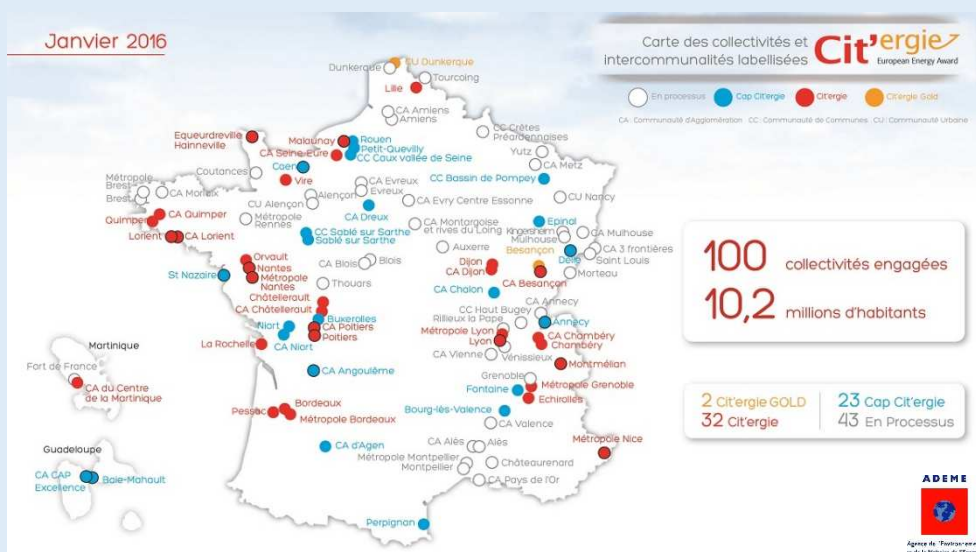 Janvier 2016
Carte des collectivités et
intercommunalités labellisées
Cit'ergie
European Energy Award
En processus
Cap Cit'ergie
Cit'ergie
Cit'ergie Gold
CA : Communauté d'Agglomération CC : Communauté de Communes CU : Communauté Urbaine
CU Dunkerque
Dunkerque
Tourcoing
Lille
CA Amiens
Amiens
CC Crêtes
Préardennaises
Equeurdreville
Hainneville
Malaunay
Rouen
Petit-Quevilly
CA Seine-Eure
CC Caux vallée de Seine
Yutz
CA Metz
Caen
Coutances
Vire
CC Bassin de Pompey
Métropole
Brest
Brest
CA Morlaix
CA Evreux
Evreux
Alençon
CU Alençon
CA Evry Centre Essonne
CU Nancy
CA Dreux
Quimper
CA Quimper
Métropole
Rennes
CA Montargoise
et rives du Loing
Epinal
Lorient
CA Lorient
CC Sablé sur Sarthe
Sablé sur Sarthe
Kingersheim
Mulhouse
CA Mulhouse
Auxerre
CA 3 frontières
Saint Louis
Orvault
Nantes
Métropole
Nantes
St Nazaire
CA Blois
Blois
Dijon
CA Dijon
Besançon
Delle
Morteau
CA Besançon
Thouars
CA Chalon
Châtellerault
CA Châtellerault
CA Annecy
CC Haut Bugey
Rillieux la Pape
Annecy
Buxerolles
Niort
CA Poitiers
Poitiers
CA Niort
La Rochelle
Métropole Lyon
Lyon
CA Chambéry
Chambéry
CA Vienne
Vénissieux
Montmélian
CA Angoulême
Grenoble
Métropole Grenoble
Fontaine
Echirolles
Bordeaux
Pessac
Métropole Bordeaux
Bourg-lès-Valence
CA Valence
CA d'Agen
CA Alès
Alès
Métropole Nice
Métropole Montpellier
Montpellier
Châteaurenard
CA Pays de l'Or
Perpignan
Martinique
Fort de France
CA du Centre
de la Martinique
Guadeloupe
CA CAP
Excellence
Baie-Mahault
100 collectivités engagées
10,2 millions d'habitants
2 Cit'ergie GOLD
32 Cit'ergie
23 Cap Cit'ergie
43 En Processus
ADEME
Agence de l'Environnement